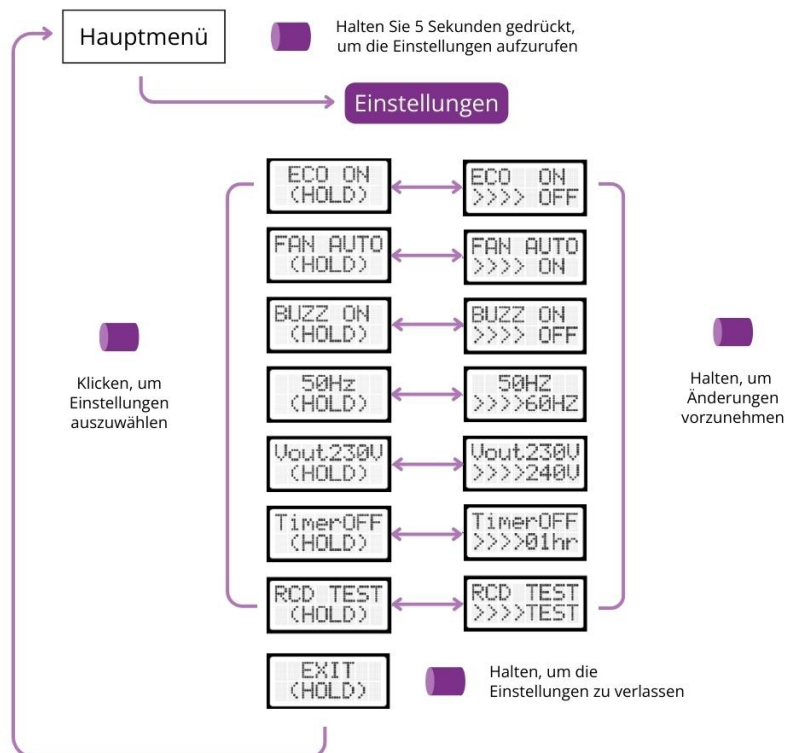 Hauptmenü
Halten Sie 5 Sekunden gedrückt,
um die Einstellungen aufzurufen
Einstellungen
ECO ON
(HOLD)
ECO ON
>>>> OFF
FAN AUTO
(HOLD)
FAN AUTO
>>>> ON
BUZZ ON
(HOLD)
BUZZ ON
>>>> OFF
50Hz
(HOLD)
50HZ
>>>>60HZ
Vout230V
(HOLD)
Vout230V
>>>>240V
TimerOFF
(HOLD)
TimerOFF
>>>>01hr
RCD TEST
(HOLD)
RCD TEST
>>>>TEST
Klicken, um
Einstellungen
auszuwählen
Halten, um
Änderungen
vorzunehmen
EXIT
(HOLD)
Halten, um die
Einstellungen zu verlassen